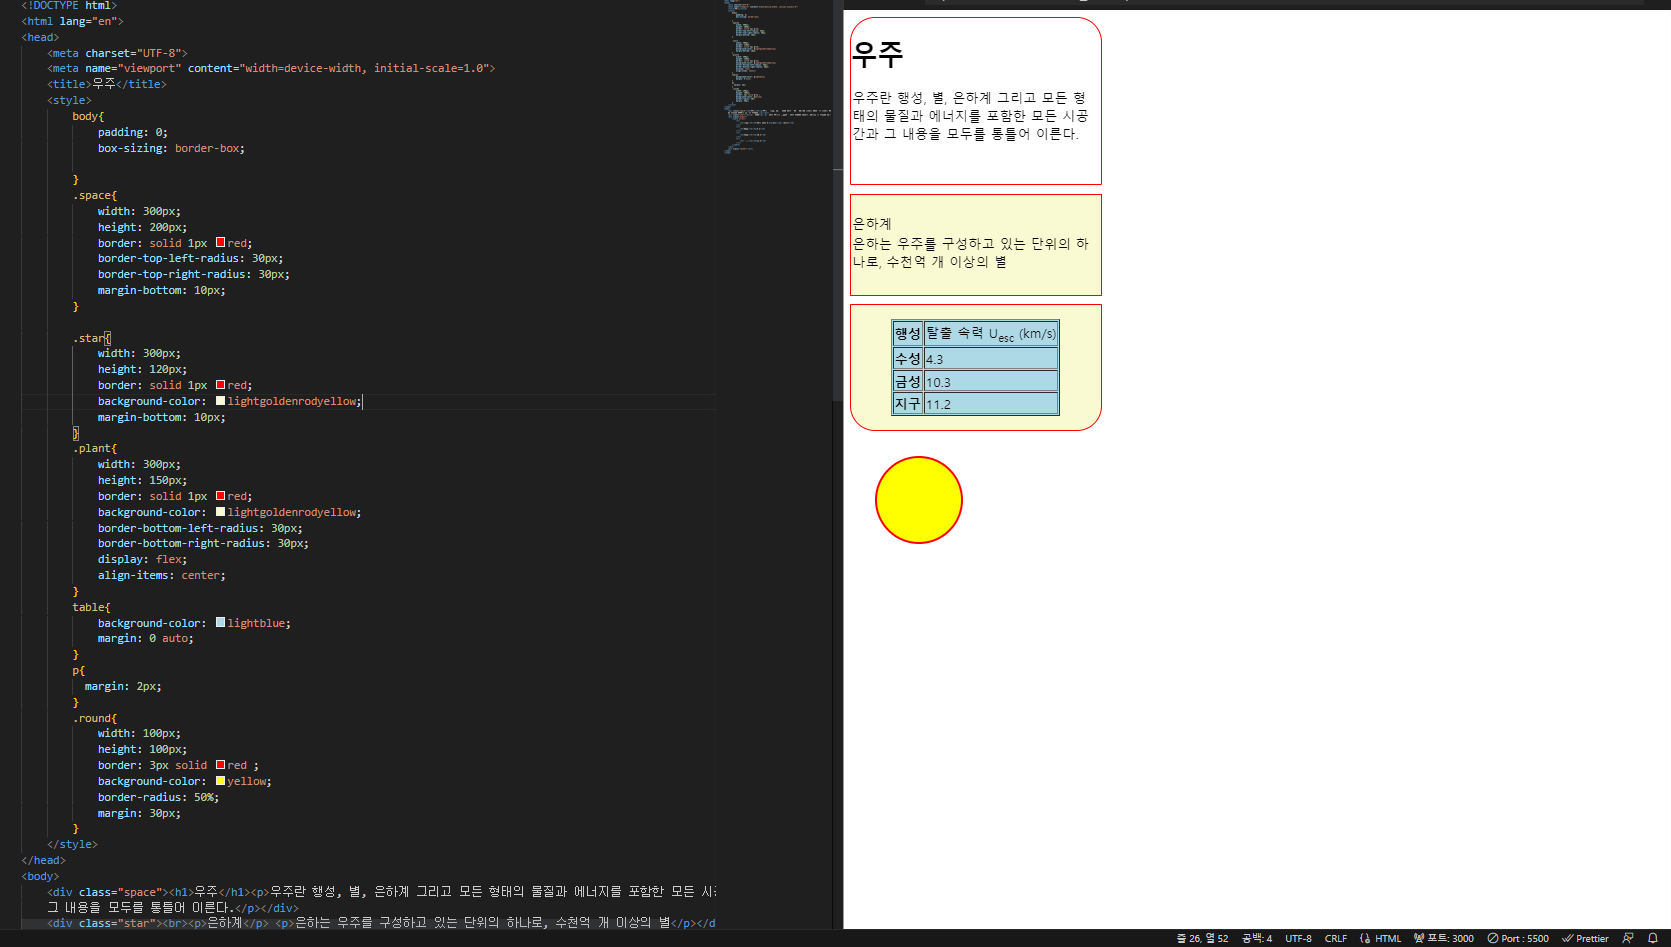 <!DOCTYPE html>
<html lang="en">
<head>
<meta charset="UTF-8">
<meta name="viewport" content="width=device-width, initial-scale=1.0">
<title>우주</title>
<style>
body{
padding: 0;
box-sizing: border-box;
}
.space{
width: 300px;
height: 200px;
border: solid 1px red;
border-top-left-radius: 30px;
border-top-right-radius: 30px;
margin-bottom: 10px;
}
.star{
width: 300px;
height: 120px;
border: solid 1px red;
background-color: lightgoldenrodyellow;
margin-bottom: 10px;
}
.plant{
width: 300px;
height: 150px;
border: solid 1px red;
background-color: lightgoldenrodyellow;
border-bottom-left-radius: 30px;
border-bottom-right-radius: 30px;
display: flex;
align-items: center;
}
table{
background-color: lightblue;
margin: 0 auto;
}
p{
margin: 2px;
}
.round{
width: 100px;
height: 100px;
border: 3px solid red ;
background-color: yellow;
border-radius: 50%;
margin: 30px;
}
</style>
</head>
<body>
<div class="space"><h1>우주</h1><p>우주란 행성, 별, 은하계 그리고 모든 형태의 물질과 에너지를 포함한 모든 시공
그 내용을 모두를 통틀어 이른다.</p></div>
<div class="star"><br><p>은하계</p> <p>은하는 우주를 구성하고 있는 단위의 하나로, 수천억 개 이상의 별</p></d
우주
우주란 행성, 별, 은하계 그리고 모든 형
태의 물질과 에너지를 포함한 모든 시공
간과 그 내용을 모두를 통틀어 이른다.
은하계
은하는 우주를 구성하고 있는 단위의 하
나로, 수천억 개 이상의 별
행성 탈출 속력 Uesc (km/s)
수성 4.3
금성 10.3
지구 11.2
줄 26, 열 52 공백: 4 UTF-8 CRLF HTML 포트: 3000 Port : 5500 Prettier